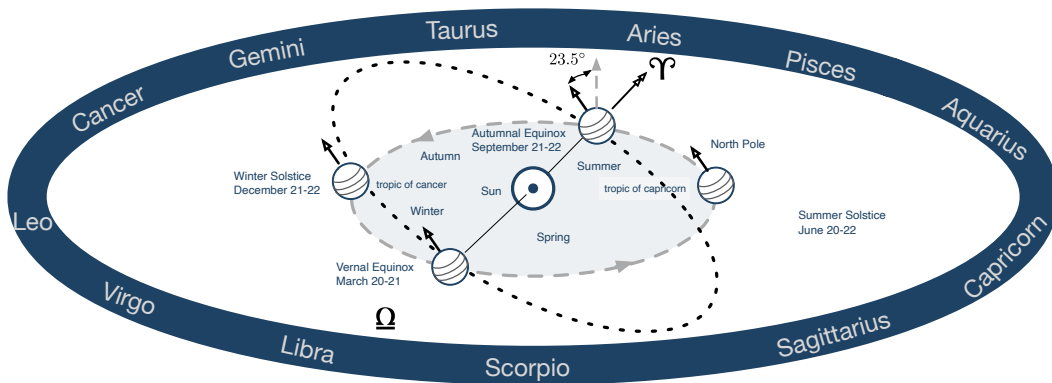 Taurus
Aries
Gemini
Pisces
23.5°
♈
Cancer
Aquarius
Autumnal Equinox
September 21-22
North Pole
Autumn
Summer
Winter Solstice
December 21-22
tropic of cancer
Sun
tropic of capricorn
Leo
Winter
Summer Solstice
June 20-22
Spring
Capricorn
Vernal Equinox
March 20-21
Virgo
Ω
Sagittarius
Libra
Scorpio